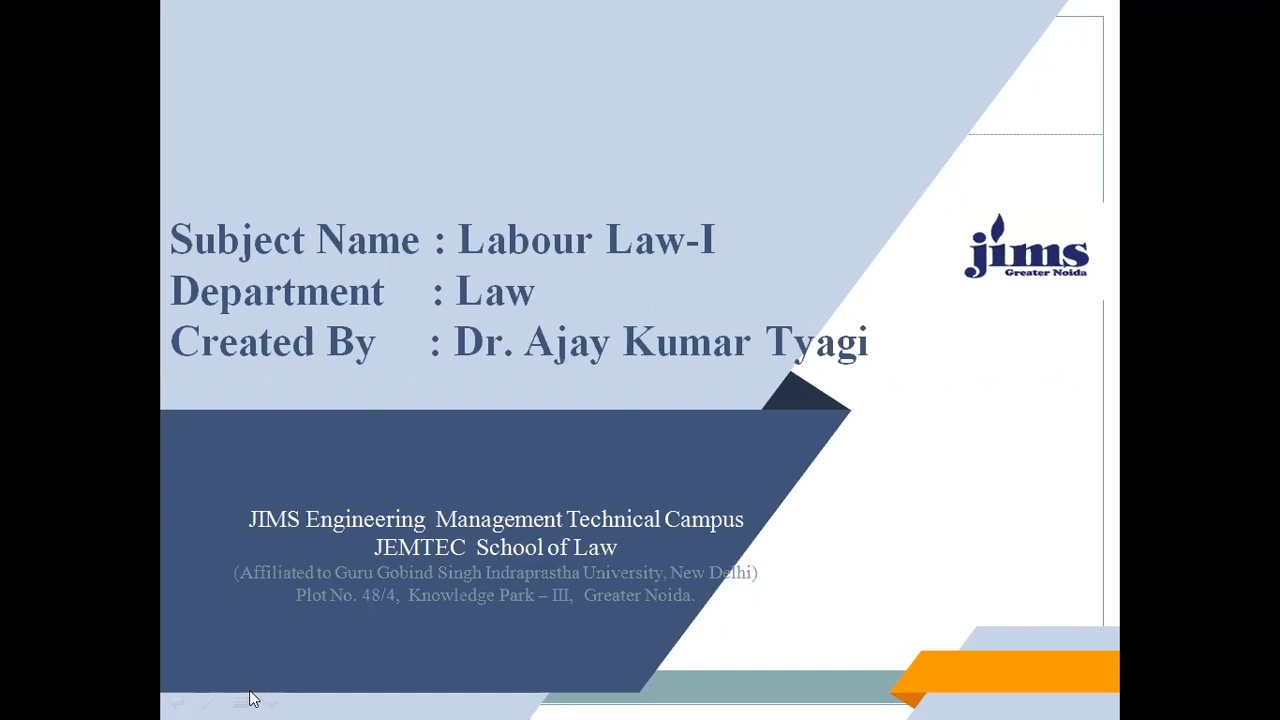 Subject Name : Labour Law-I
Department : Law
Created By : Dr. Ajay Kumar Tyagi
jims
Greater Noida
JIMS Engineering Management Technical Campus
JEMTEC School of Law
(Affiliated to Guru Gobind Singh Indraprastha University, New Delhi)
Plot No. 48/4, Knowledge Park – III, Greater Noida.